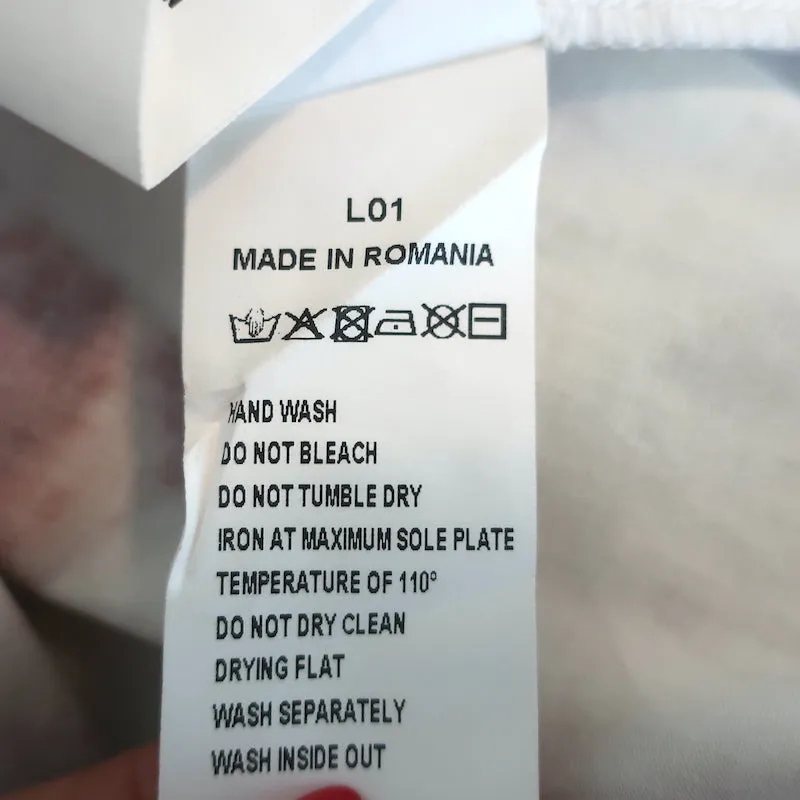 L01
MADE IN ROMANIA
HAND WASH
DO NOT BLEACH
DO NOT TUMBLE DRY
IRON AT MAXIMUM SOLE PLATE
TEMPERATURE OF 110°
DO NOT DRY CLEAN
DRYING FLAT
WASH SEPARATELY
WASH INSIDE OUT